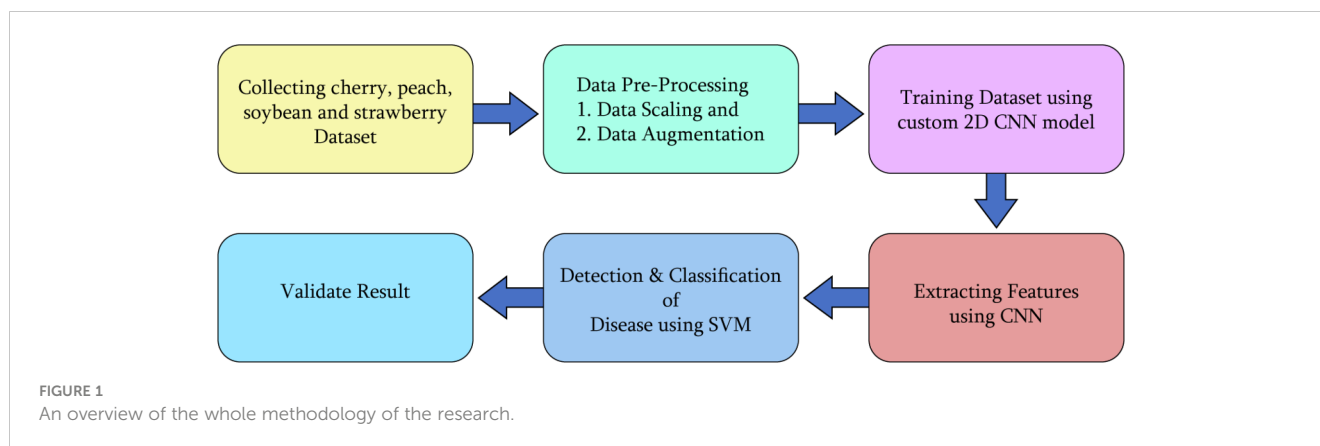 Collecting cherry, peach,
soybean and strawberry
Dataset
Data Pre-Processing
1. Data Scaling and
2. Data Augmentation
Training Dataset using
custom 2D CNN model
Extracting Features
using CNN
Detection & Classification
of
Disease using SVM
Validate Result
FIGURE 1
An overview of the whole methodology of the research.